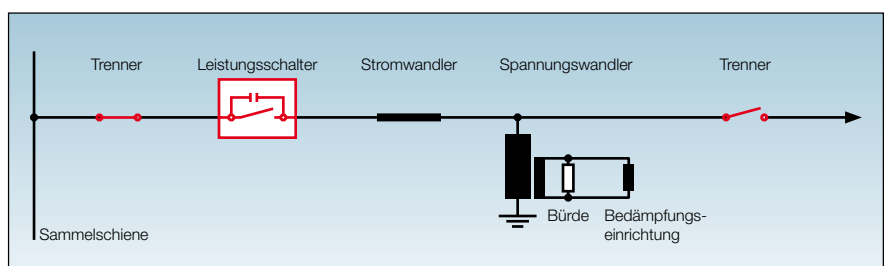 Trenner
Leistungsschalter
Stromwandler
Spannungswandler
Trenner
Bürde
Bedämpfungs-
einrichtung
Sammelschiene